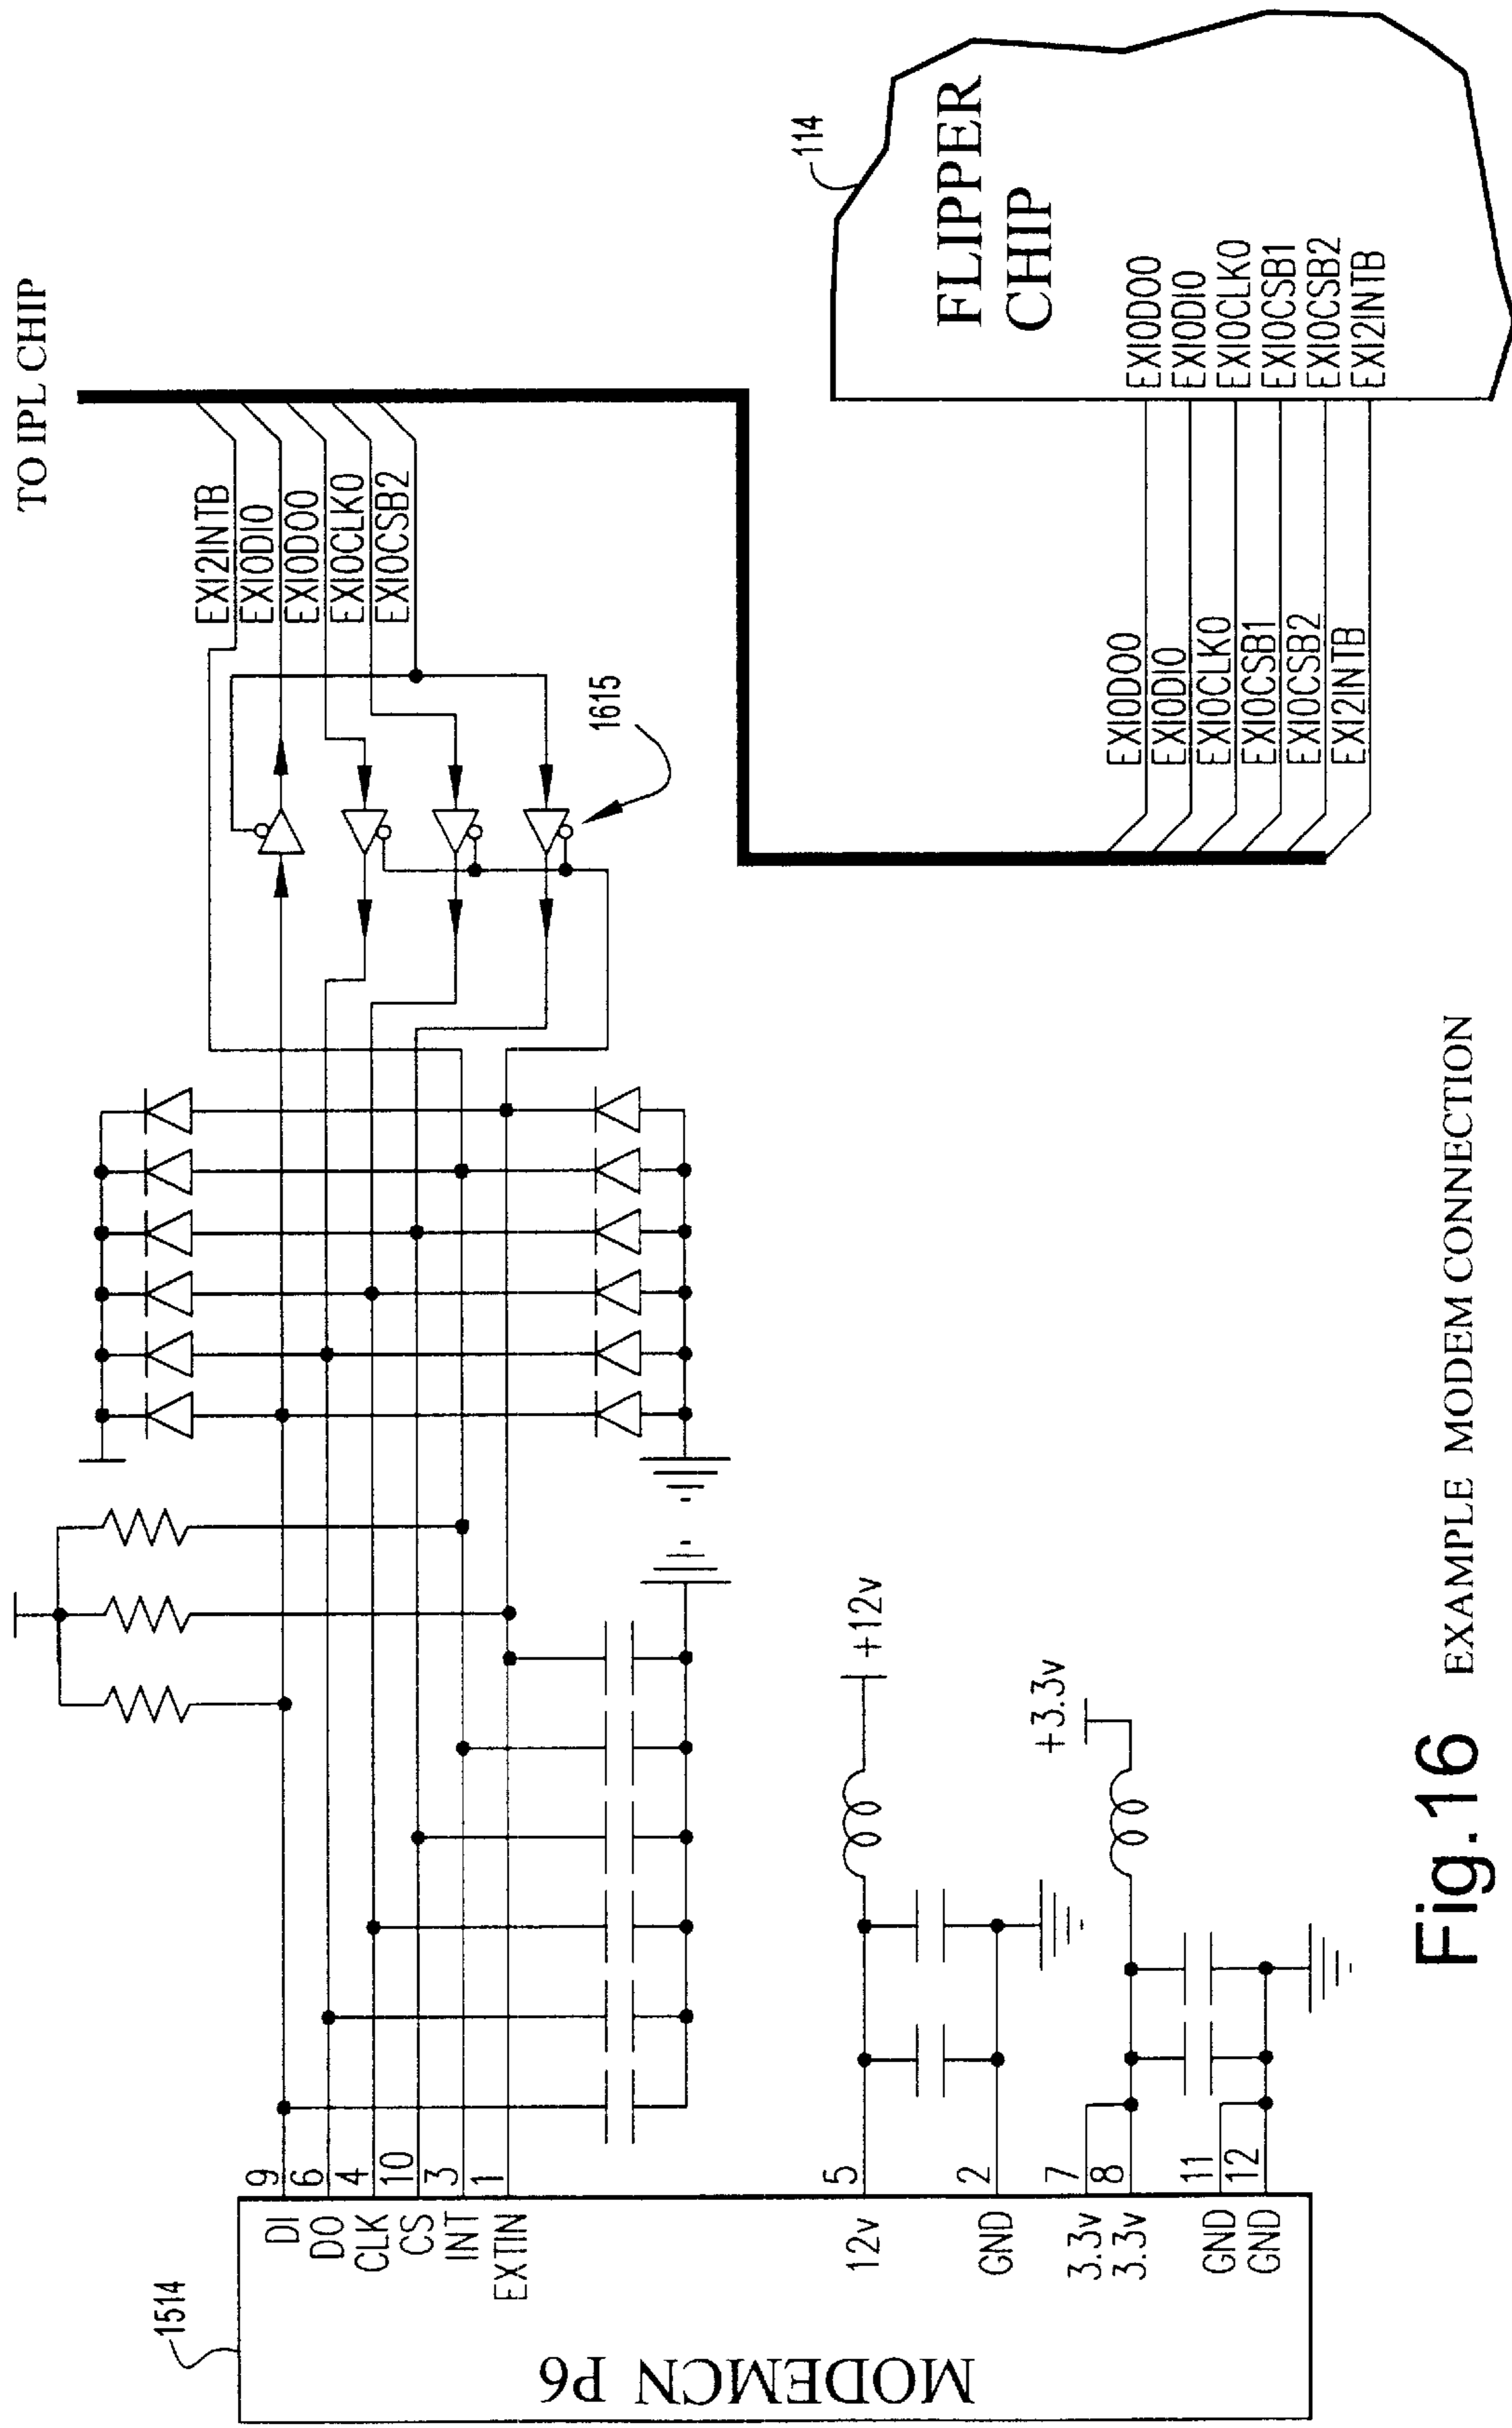 TO IPL CHIP
EXI2INTB
EXI0DI0
EXI0DO0
EXI0CLK0
EXI0CSB2
1615
114
FLIPPER
CHIP
EXI0DO0
EXI0DI0
EXI0CLK0
EXI0CSB1
EXI0CSB2
EXI2INTB
EXI0DO0
EXI0DI0
EXI0CLK0
EXI0CSB1
EXI0CSB2
EXI2INTB
+12v
+3.3v
9
6
4
10
3
1
5
2
7
8
11
12
DI
DO
CLK
CS
INT
EXTIN
12v
GND
3.3v
3.3v
GND
GND
1514
MODEMCN P6
Fig.16 EXAMPLE MODEM CONNECTION